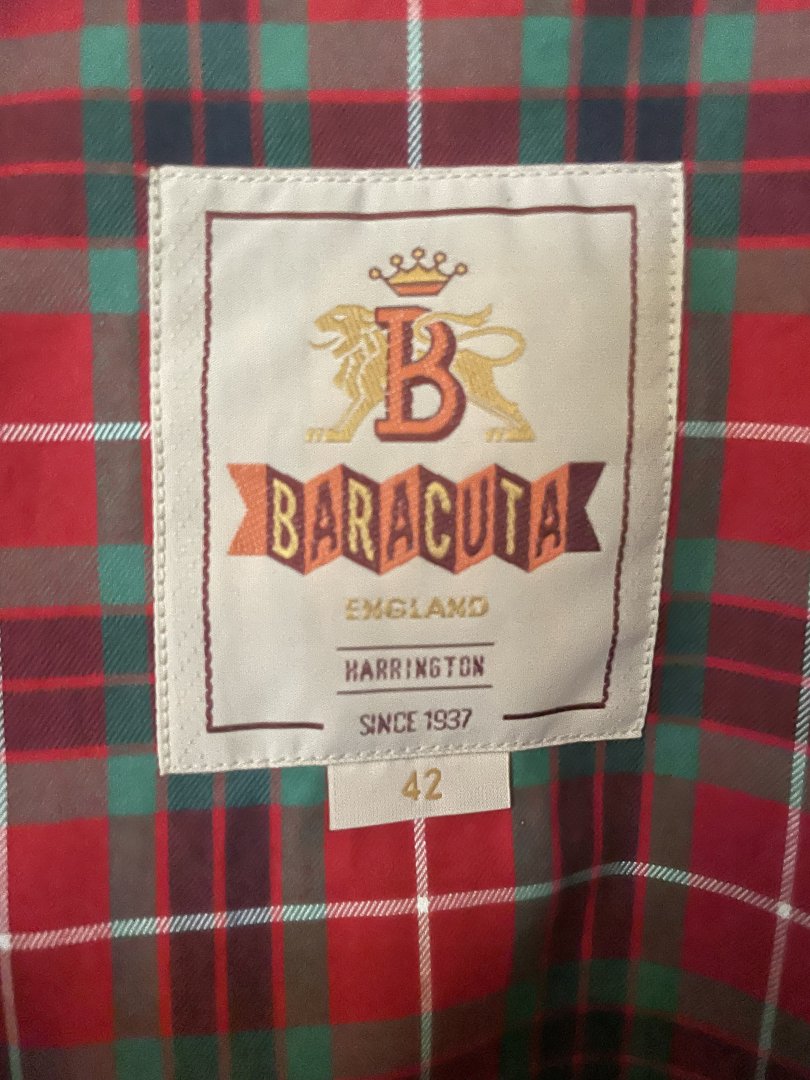 B
BARACUTA
ENGLAND
HARRINGTON
SINCE 1937
42